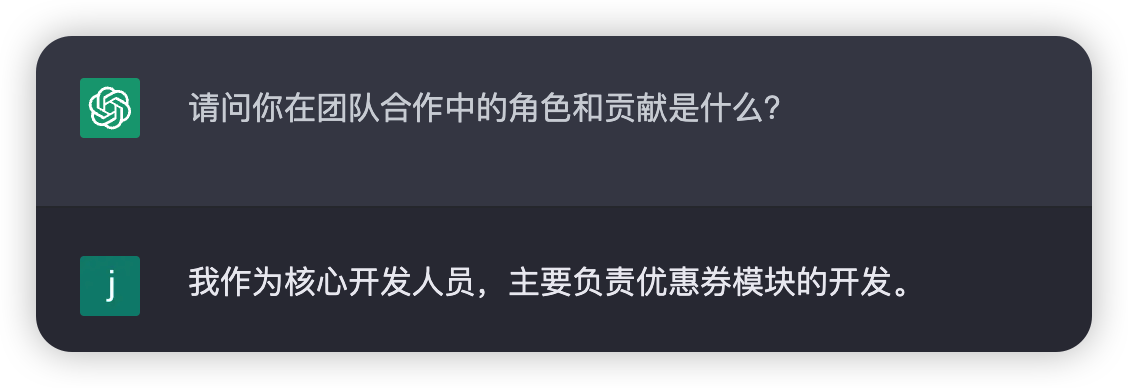 请问你在团队合作中的角色和贡献是什么?
j
我作为核心开发人员，主要负责优惠券模块的开发。